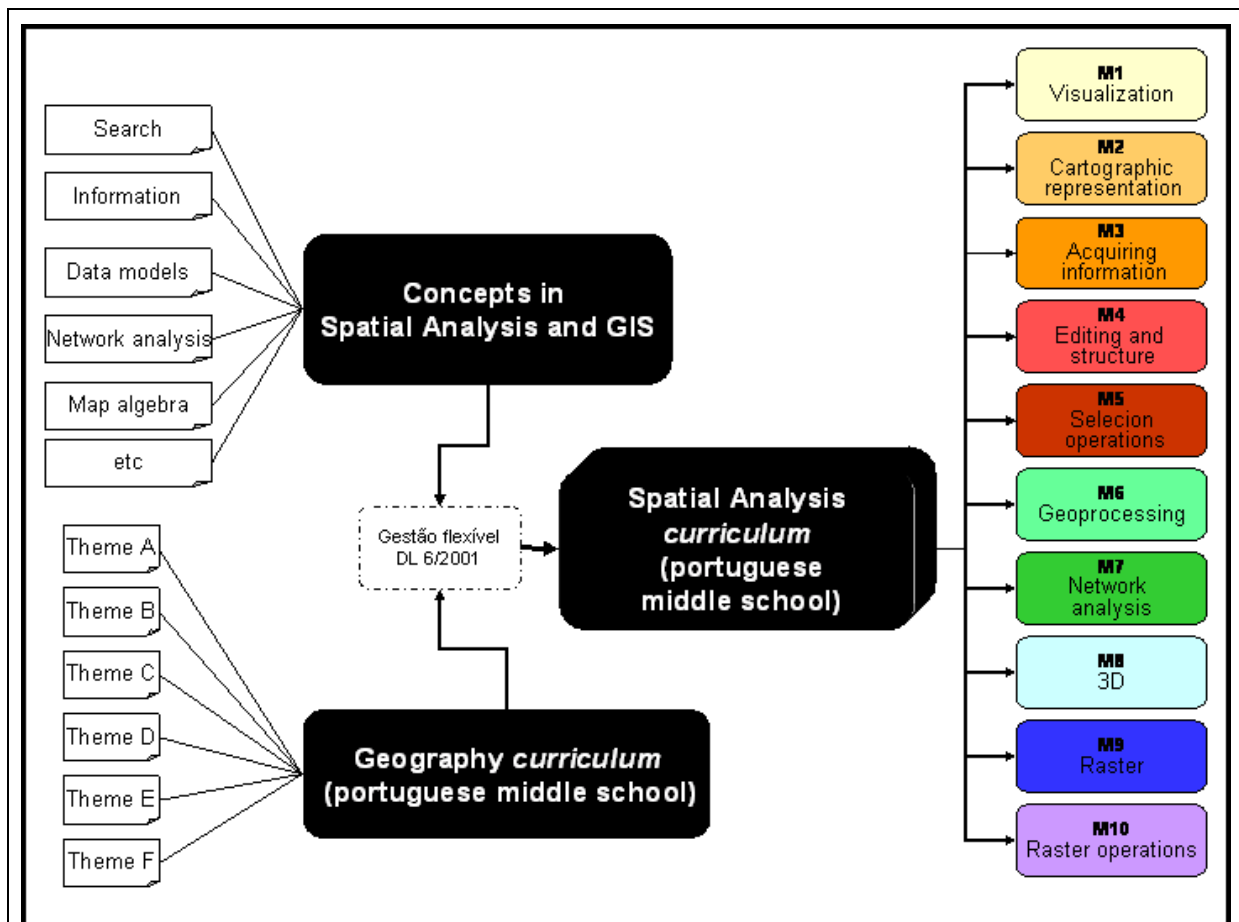 Search
Information
Data models
Network analysis
Map algebra
etc
Concepts in
Spatial Analysis and GIS
Gestão flexível
DL 6/2001
Theme A
Theme B
Theme C
Theme D
Theme E
Theme F
Geography curriculum
(portuguese middle school)
Spatial Analysis
curriculum
(portuguese
middle school)
M1
Visualization
M2
Cartographic
representation
M3
Acquiring
information
M4
Editing and
structure
M5
Selecion
operations
M6
Geoprocessing
M7
Network
analysis
M8
3D
M9
Raster
M10
Raster operations